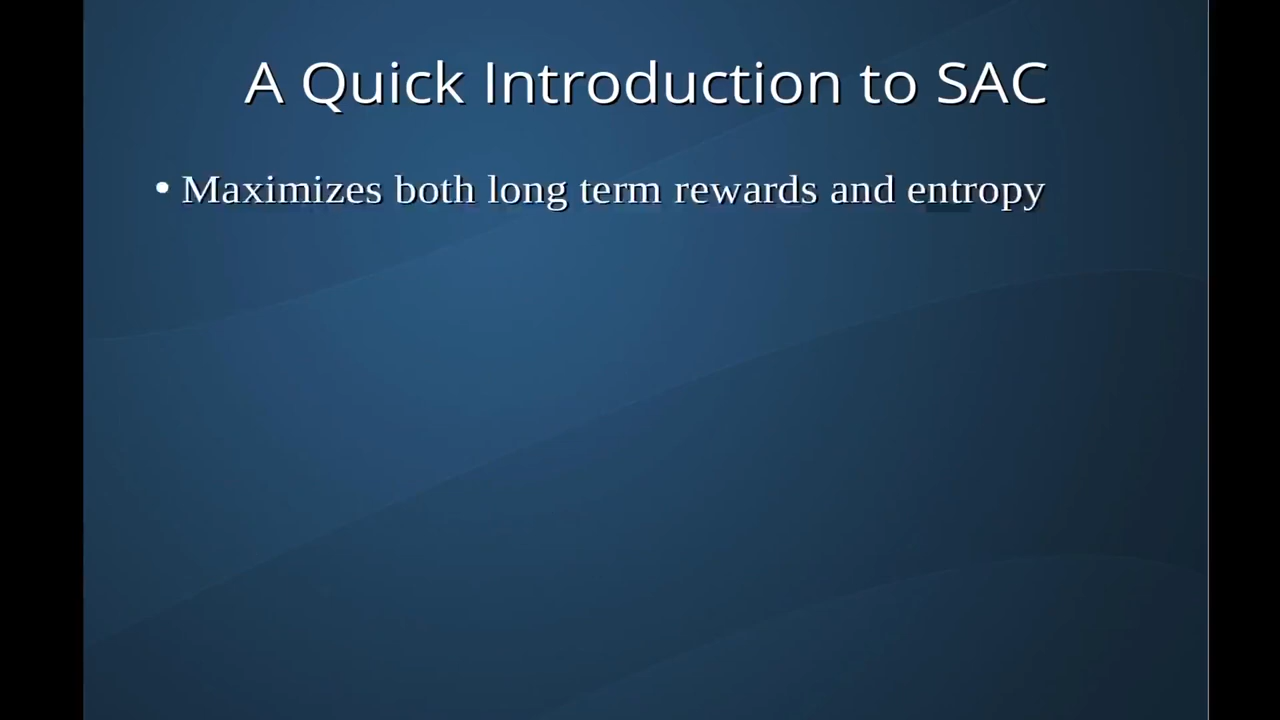 A Quick Introduction to SAC
• Maximizes both long term rewards and entropy